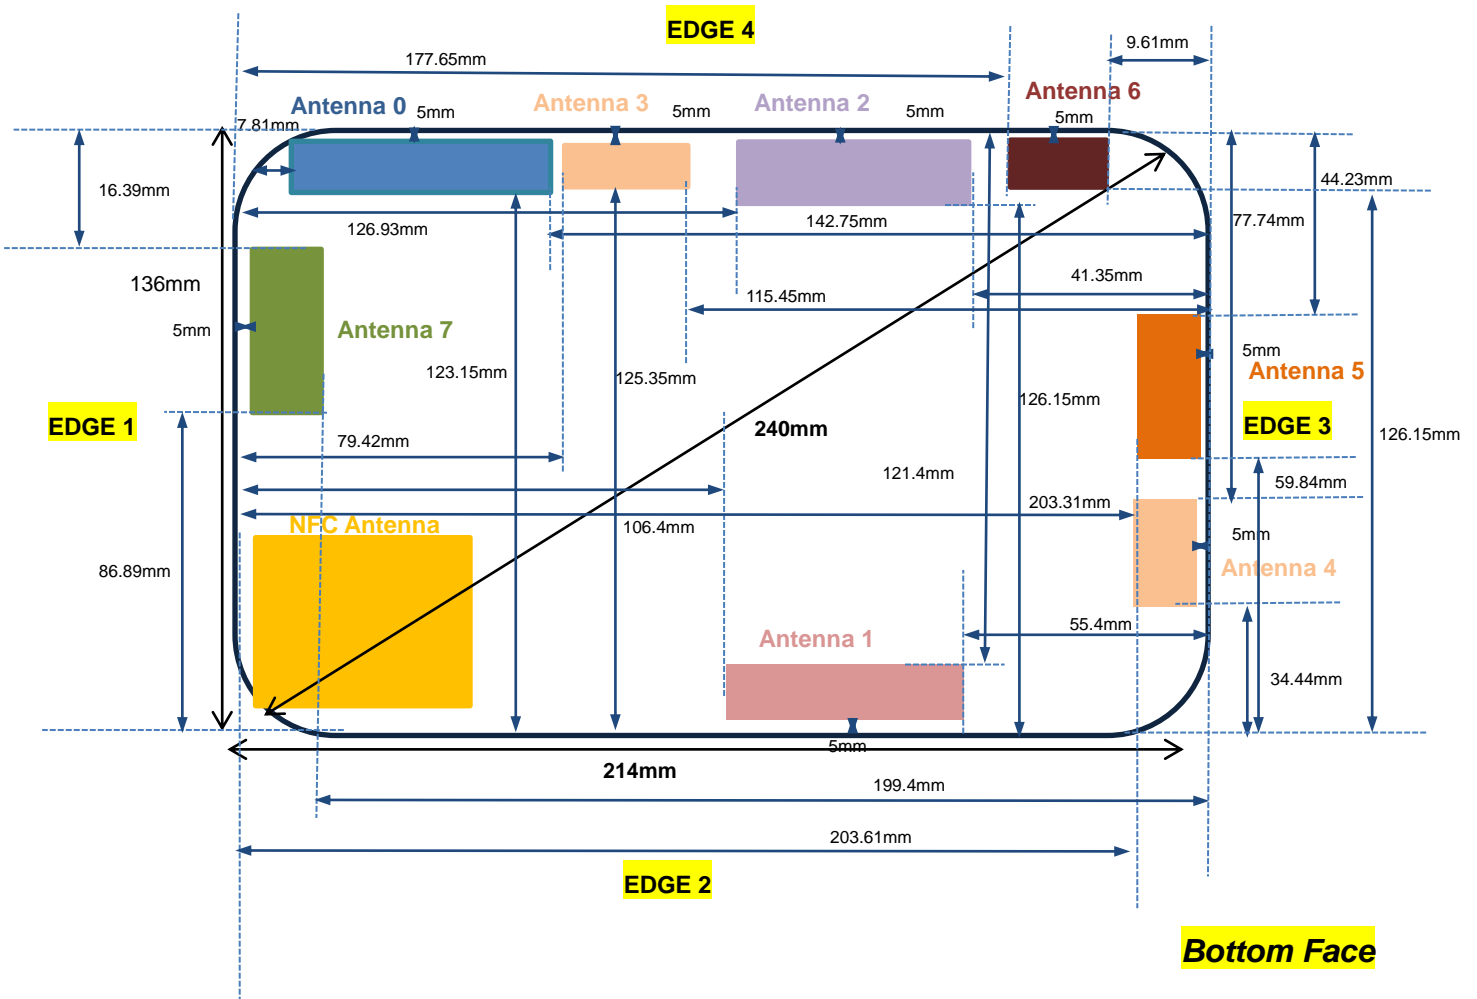 EDGE 4
9.61mm
177.65mm
Antenna 0
Antenna 3
Antenna 2
Antenna 6
5mm
5mm
5mm
5mm
7.81mm
16.39mm
44.23mm
77.74mm
126.93mm
142.75mm
136mm
41.35mm
115.45mm
5mm
Antenna 7
5mm
Antenna 5
123.15mm
125.35mm
126.15mm
EDGE 1
240mm
EDGE 3
126.15mm
79.42mm
121.4mm
59.84mm
203.31mm
NFC Antenna
106.4mm
5mm
86.89mm
Antenna 4
55.4mm
Antenna 1
34.44mm
5mm
214mm
199.4mm
203.61mm
EDGE 2
Bottom Face